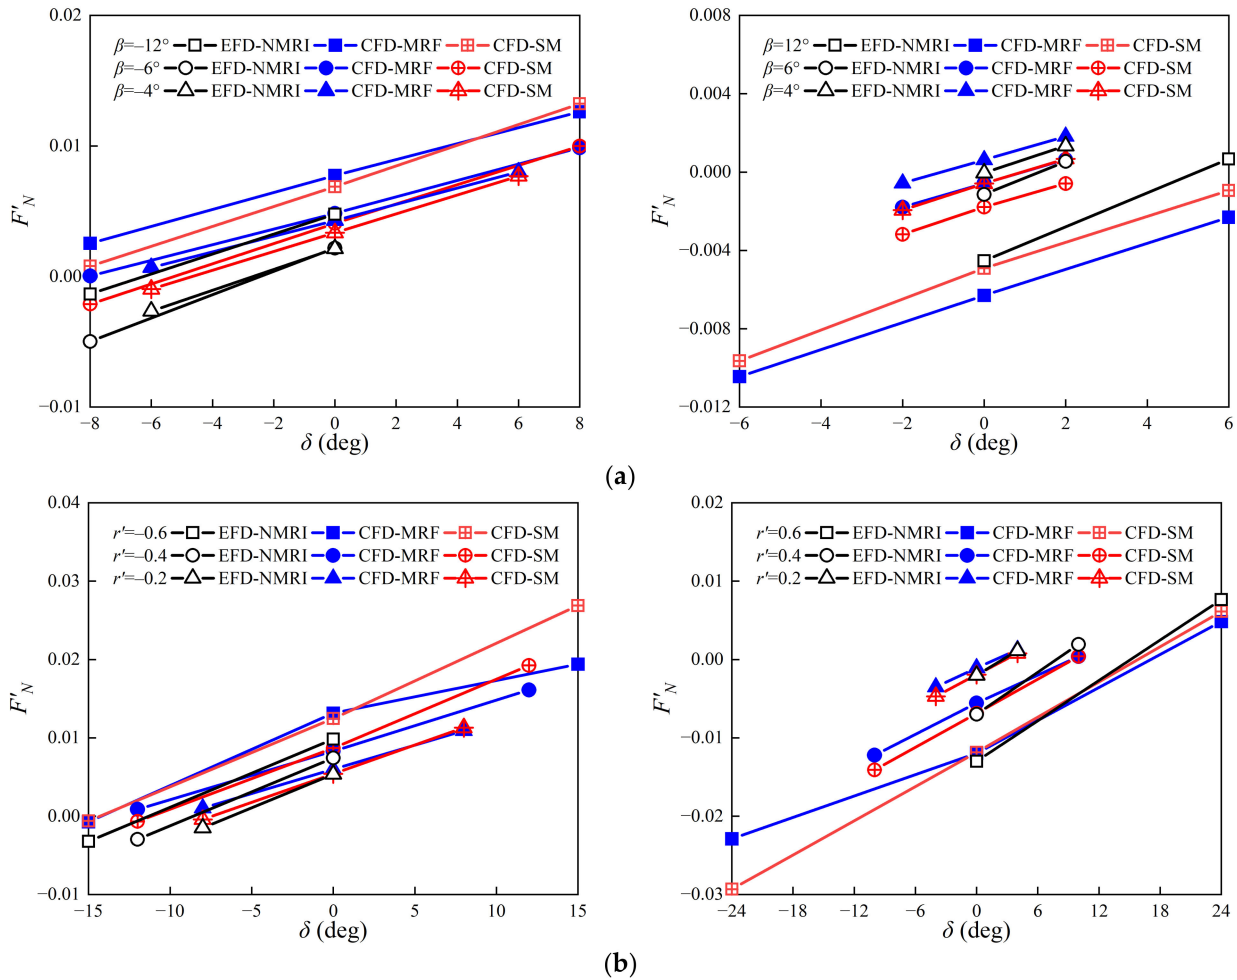 0.02
0.01
0.00
−0.01
F′N
β=–12° EFD-NMRI CFD-MRF CFD-SM
β=–6° EFD-NMRI CFD-MRF CFD-SM
β=–4° EFD-NMRI CFD-MRF CFD-SM
−8 −6 −4 −2 0 2 4 6 8
δ (deg)
0.008
0.004
0.000
−0.004
−0.008
−0.012
F′N
β=12° EFD-NMRI CFD-MRF CFD-SM
β=6° EFD-NMRI CFD-MRF CFD-SM
β=4° EFD-NMRI CFD-MRF CFD-SM
−6 −4 −2 0 2 4 6
δ (deg)
(a)
0.04
0.03
0.02
0.01
0.00
−0.01
F′N
r′=–0.6 EFD-NMRI CFD-MRF CFD-SM
r′=–0.4 EFD-NMRI CFD-MRF CFD-SM
r′=–0.2 EFD-NMRI CFD-MRF CFD-SM
−15 −10 −5 0 5 10 15
δ (deg)
0.02
0.01
0.00
−0.01
−0.02
−0.03
F′N
r′=0.6 EFD-NMRI CFD-MRF CFD-SM
r′=0.4 EFD-NMRI CFD-MRF CFD-SM
r′=0.2 EFD-NMRI CFD-MRF CFD-SM
−24 −18 −12 −6 0 6 12 18 24
δ (deg)
(b)